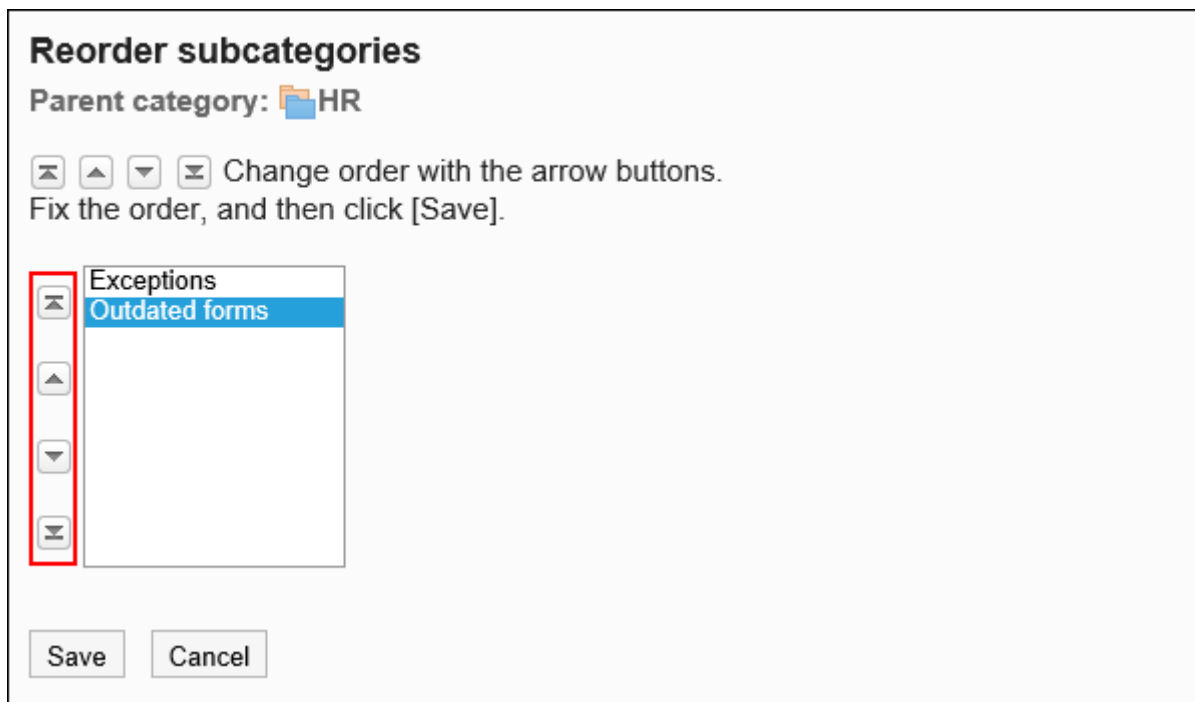 Reorder subcategories
Parent category: HR
Change order with the arrow buttons.
Fix the order, and then click [Save].
Exceptions
Outdated forms
Save Cancel